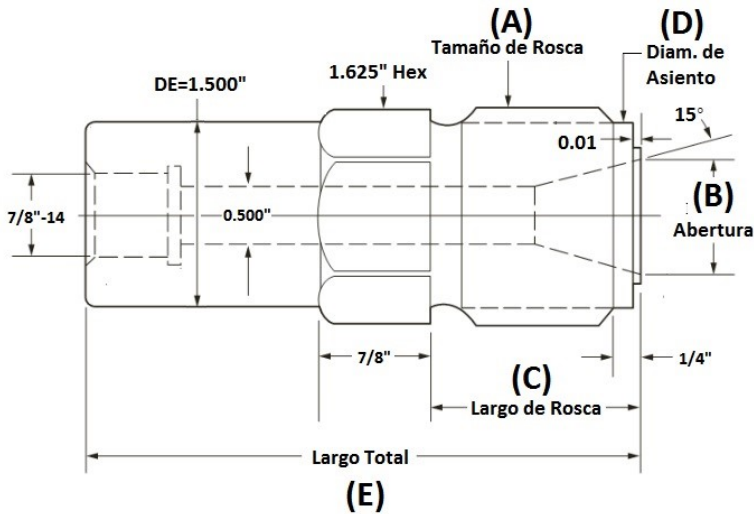 (A)
Tamaño de Rosca
(D)
Diam. de
Asiento
1.625" Hex
DE=1.500"
15°
0.01
(B)
Abertura
7/8"-14
0.500"
7/8"
(C)
Largo de Rosca
1/4"
Largo Total
(E)